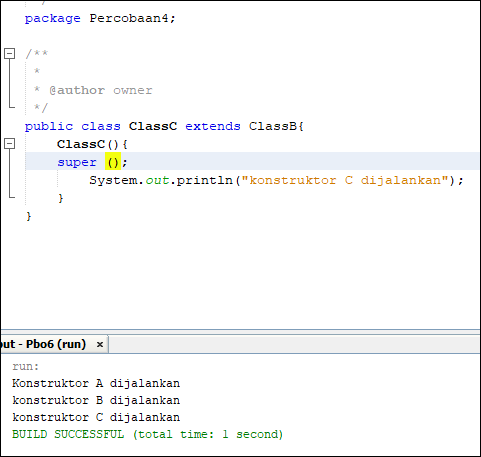 package Percobaan4;
/**
*
* @author owner
*/
public class ClassC extends ClassB{
ClassC(){
super ();
System.out.println("konstruktor C dijalankan");
}
}
out - Pbo6 (run) ×
run:
Konstruktor A dijalankan
konstruktor B dijalankan
konstruktor C dijalankan
BUILD SUCCESSFUL (total time: 1 second)